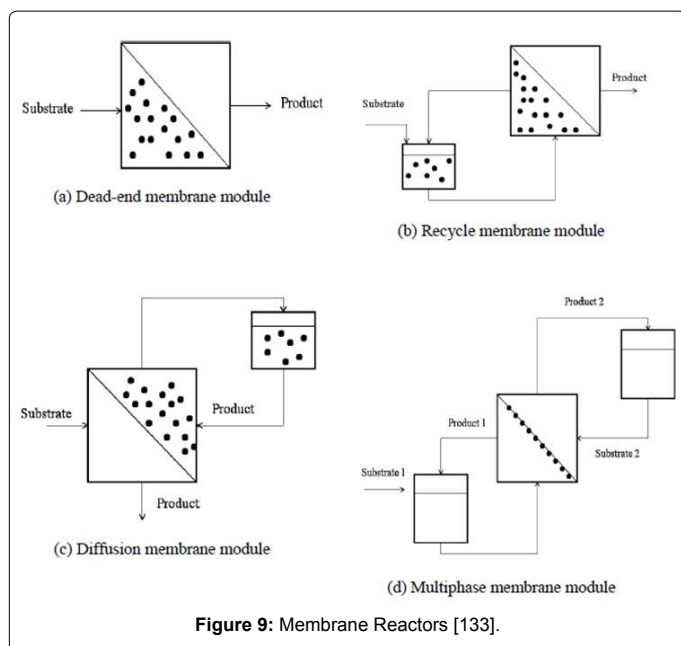 Substrate
Product
(a) Dead-end membrane module
Substrate
Product
(b) Recycle membrane module
Substrate
Product
Product
(c) Diffusion membrane module
Product 2
Product 1
Substrate 1
Substrate 2
(d) Multiphase membrane module
Figure 9: Membrane Reactors [133].